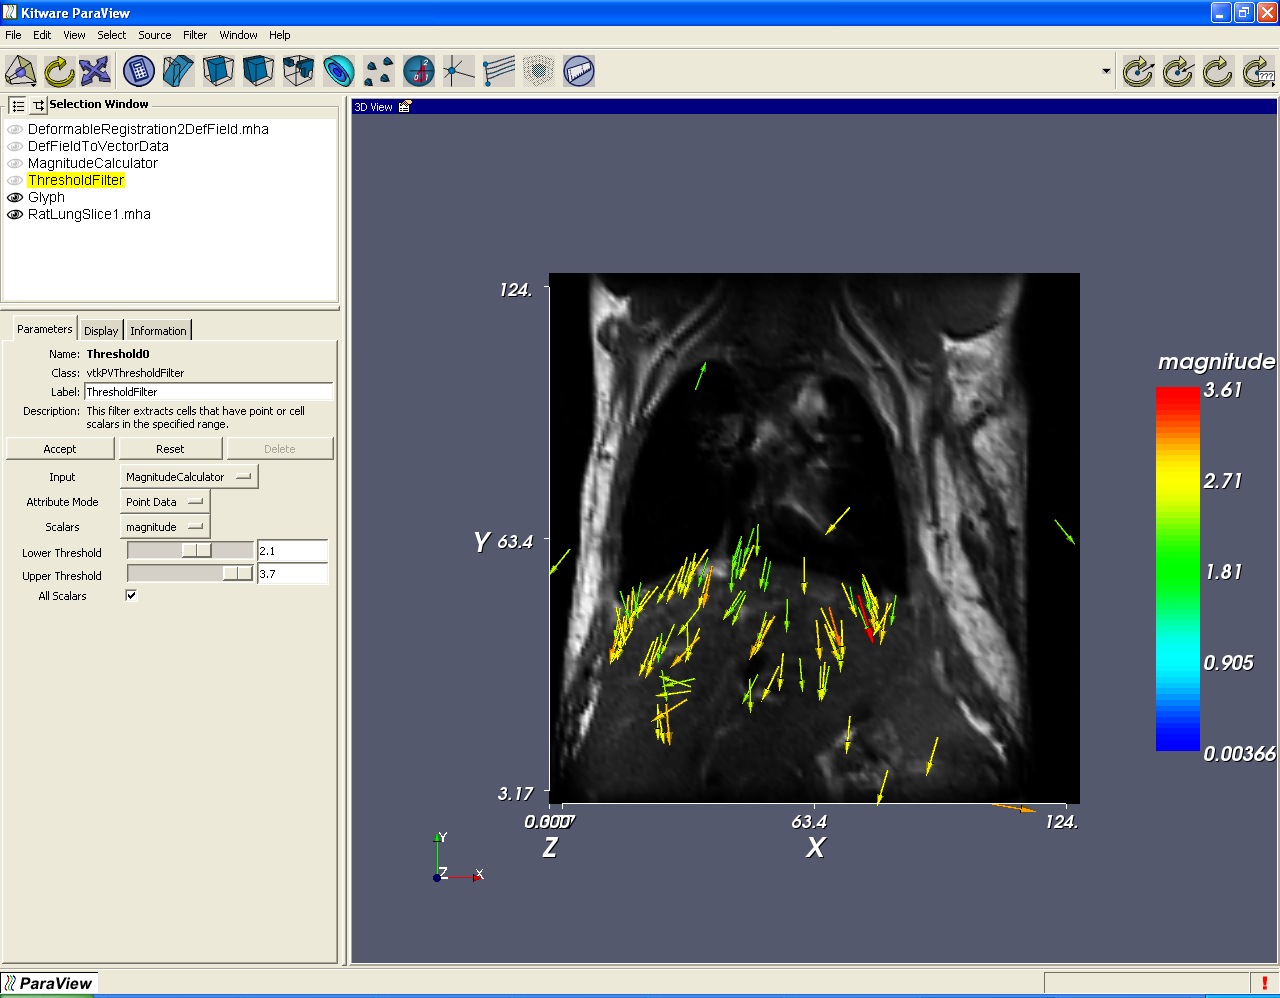 Kitware ParaView
File Edit View Select Source Filter Window Help
Selection Window
DeformableRegistration2DefField.mha
DefFieldToVectorData
MagnitudeCalculator
ThresholdFilter
Glyph
RatLungSlice1.mha
Parameters Display Information
Name: Threshold0
Class: vtkPVThresholdFilter
Label: ThresholdFilter
Description: This filter extracts cells that have point or cell
scalars in the specified range.
Accept Reset Delete
Input MagnitudeCalculator
Attribute Mode Point Data
Scalars magnitude
Lower Threshold 2.1
Upper Threshold 3.7
All Scalars
3D View
124.
Y 63.4
3.17
63.4
124.
Z
X
Y
Z
X
magnitude
3.61
2.71
1.81
0.905
0.00366
???
ParaView
!